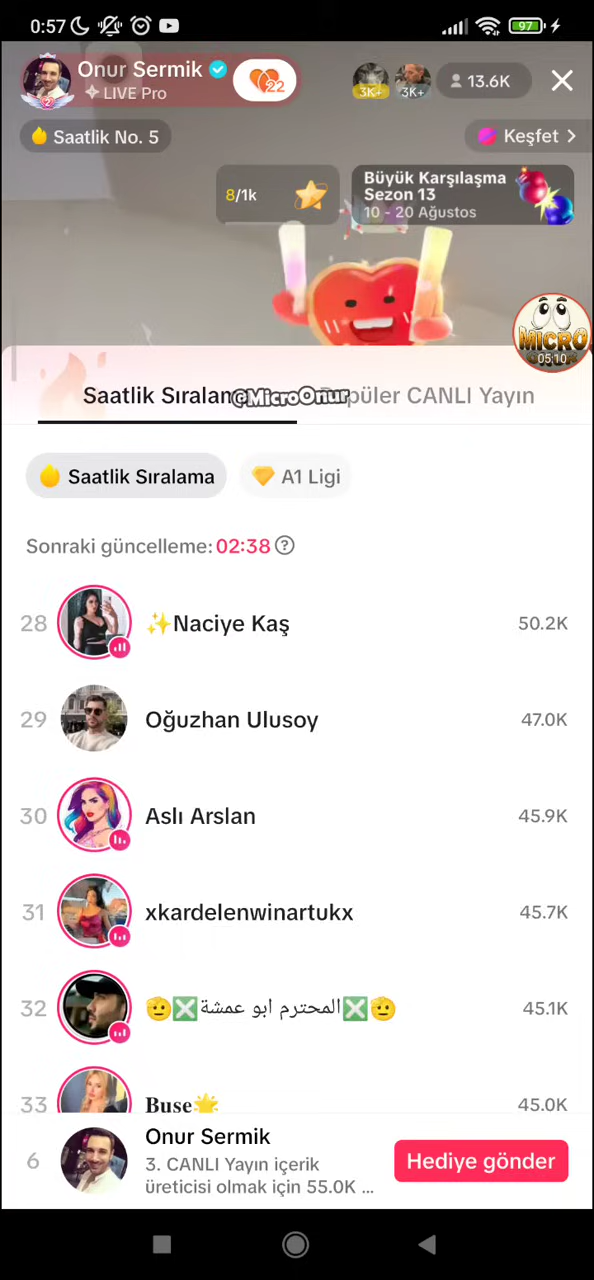 0:57
97
Onur Sermik
LIVE Pro
22
3K+
3K+
13.6K
2
Saatlik No. 5
Keşfet
8/1k
Büyük Karşılaşma
Sezon 13
10 - 20 Ağustos
MICRO
05:10
Saatlik Sıralam
@MicroOnur
püler CANLI Yayın
Saatlik Sıralama
A1 Ligi
Sonraki güncelleme: 02:38
28 ✨Naciye Kaş 50.2K
29 Oğuzhan Ulusoy 47.0K
30 Aslı Arslan 45.9K
31 xkardelenwinartukx 45.7K
32 🫡❎المحترم ابو عمشة❎🫡 45.1K
33 Buse🌟 45.0K
6 Onur Sermik
3. CANLI Yayın içerik
üreticisi olmak için 55.0K ...
Hediye gönder